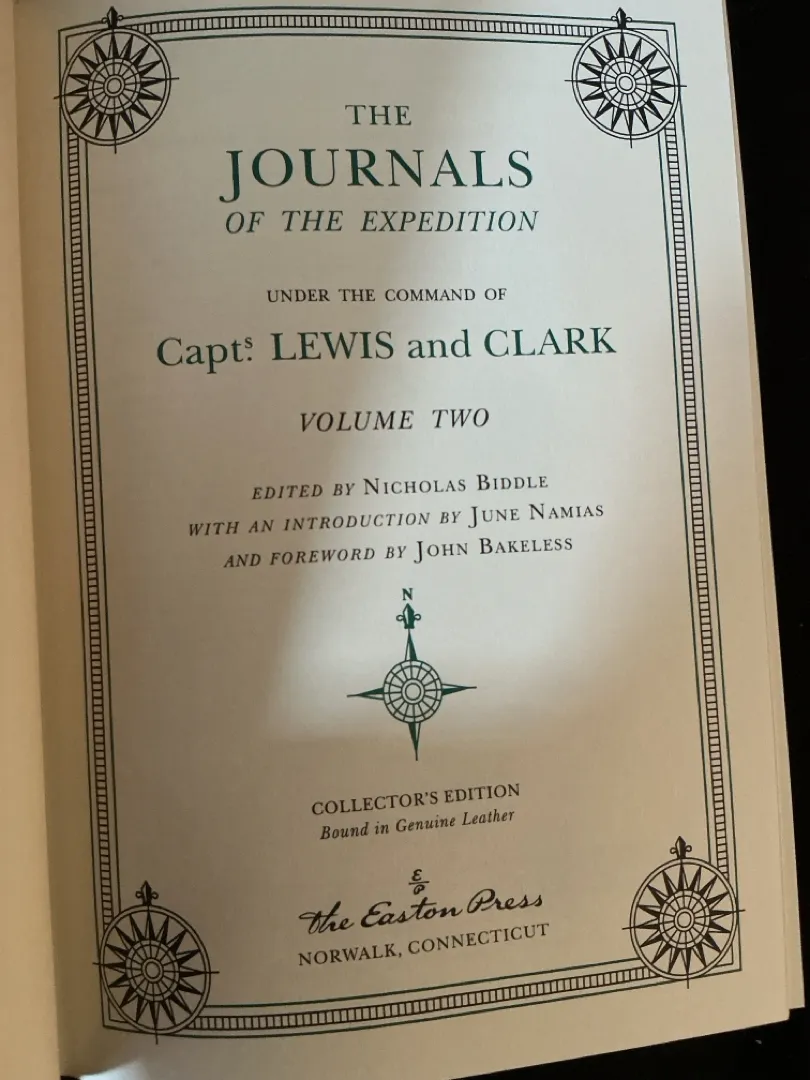 THE
JOURNALS
OF THE EXPEDITION
UNDER THE COMMAND OF
Capt.ˢ LEWIS and CLARK
VOLUME TWO
EDITED BY NICHOLAS BIDDLE
WITH AN INTRODUCTION BY JUNE NAMIAS
AND FOREWORD BY JOHN BAKELESS
N
COLLECTOR'S EDITION
Bound in Genuine Leather
E
P
The Easton Press
NORWALK, CONNECTICUT